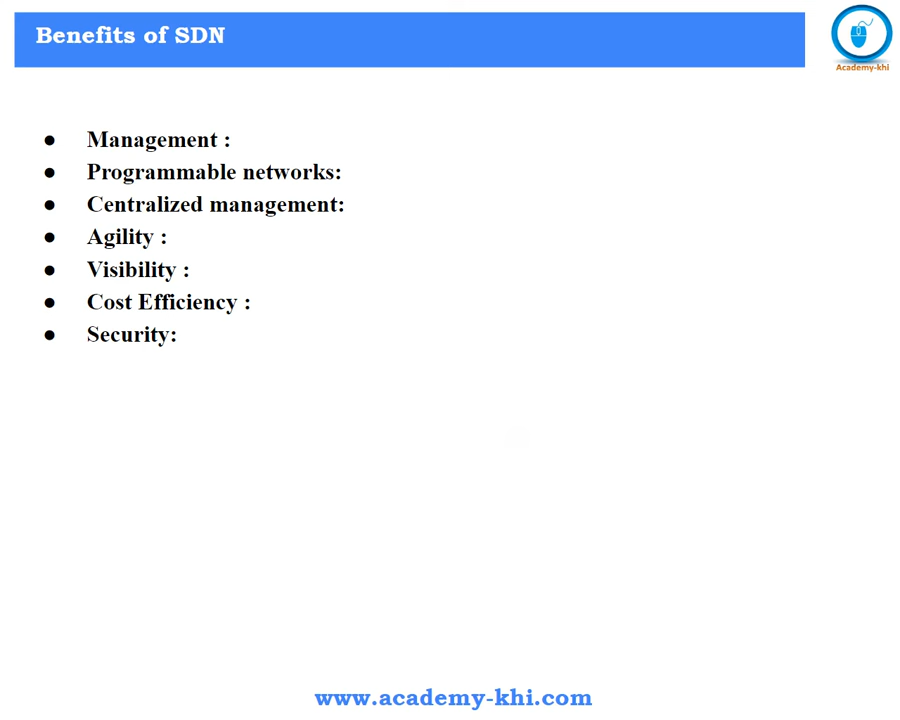 Benefits of SDN
Academy-khi
● Management :
● Programmable networks:
● Centralized management:
● Agility :
● Visibility :
● Cost Efficiency :
● Security:
www.academy-khi.com